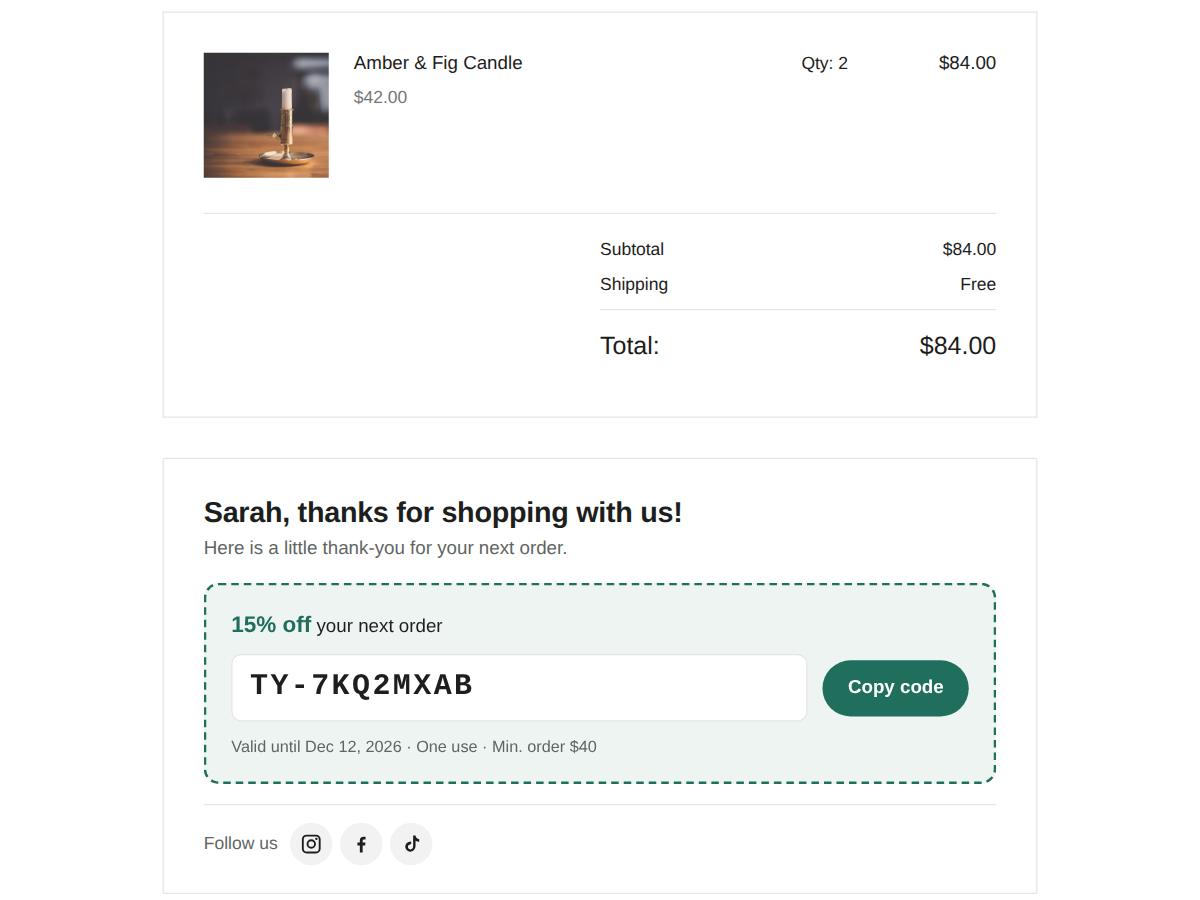 Amber & Fig Candle Qty: 2 $84.00
$42.00
Subtotal $84.00
Shipping Free
Total: $84.00
Sarah, thanks for shopping with us!
Here is a little thank-you for your next order.
15% off your next order
TY-7KQ2MXAB Copy code
Valid until Dec 12, 2026 · One use · Min. order $40
Follow us